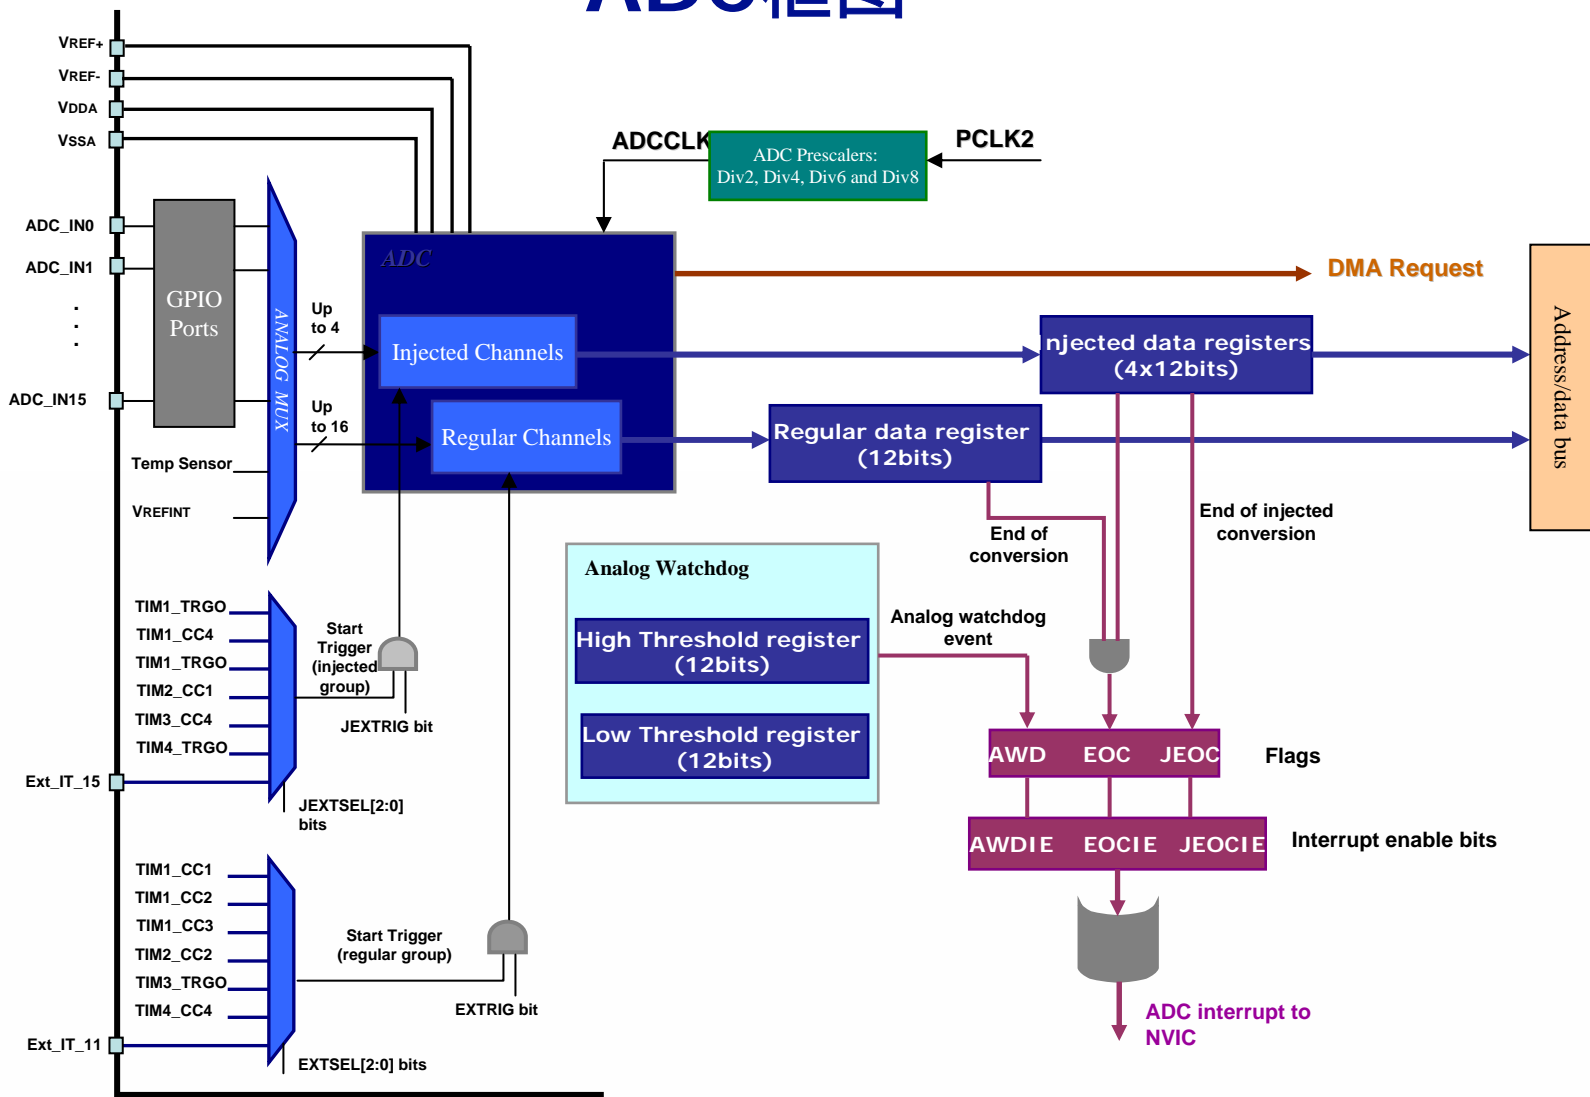 ADC框图
VREF+
VREF-
VDDA
VSSA
ADCCLK
ADC Prescalers:
Div2, Div4, Div6 and Div8
PCLK2
ADC_IN0
ADC_IN1
.
.
.
ADC_IN15
GPIO
Ports
ANALOG MUX
Temp Sensor
VREFINT
Up
to 4
Up
to 16
ADC
Injected Channels
Regular Channels
DMA Request
njected data registers
(4x12bits)
Regular data register
(12bits)
Address/data bus
End of
conversion
End of injected
conversion
Analog Watchdog
High Threshold register
(12bits)
Low Threshold register
(12bits)
Analog watchdog
event
AWD EOC JEOC
Flags
AWDIE EOCIE JEOCIE
Interrupt enable bits
ADC interrupt to
NVIC
TIM1_TRGO
TIM1_CC4
TIM1_TRGO
TIM2_CC1
TIM3_CC4
TIM4_TRGO
Ext_IT_15
Start
Trigger
(injected
group)
JEXTRIG bit
JEXTSEL[2:0]
bits
TIM1_CC1
TIM1_CC2
TIM1_CC3
TIM2_CC2
TIM3_TRGO
TIM4_CC4
Ext_IT_11
Start Trigger
(regular group)
EXTRIG bit
EXTSEL[2:0] bits